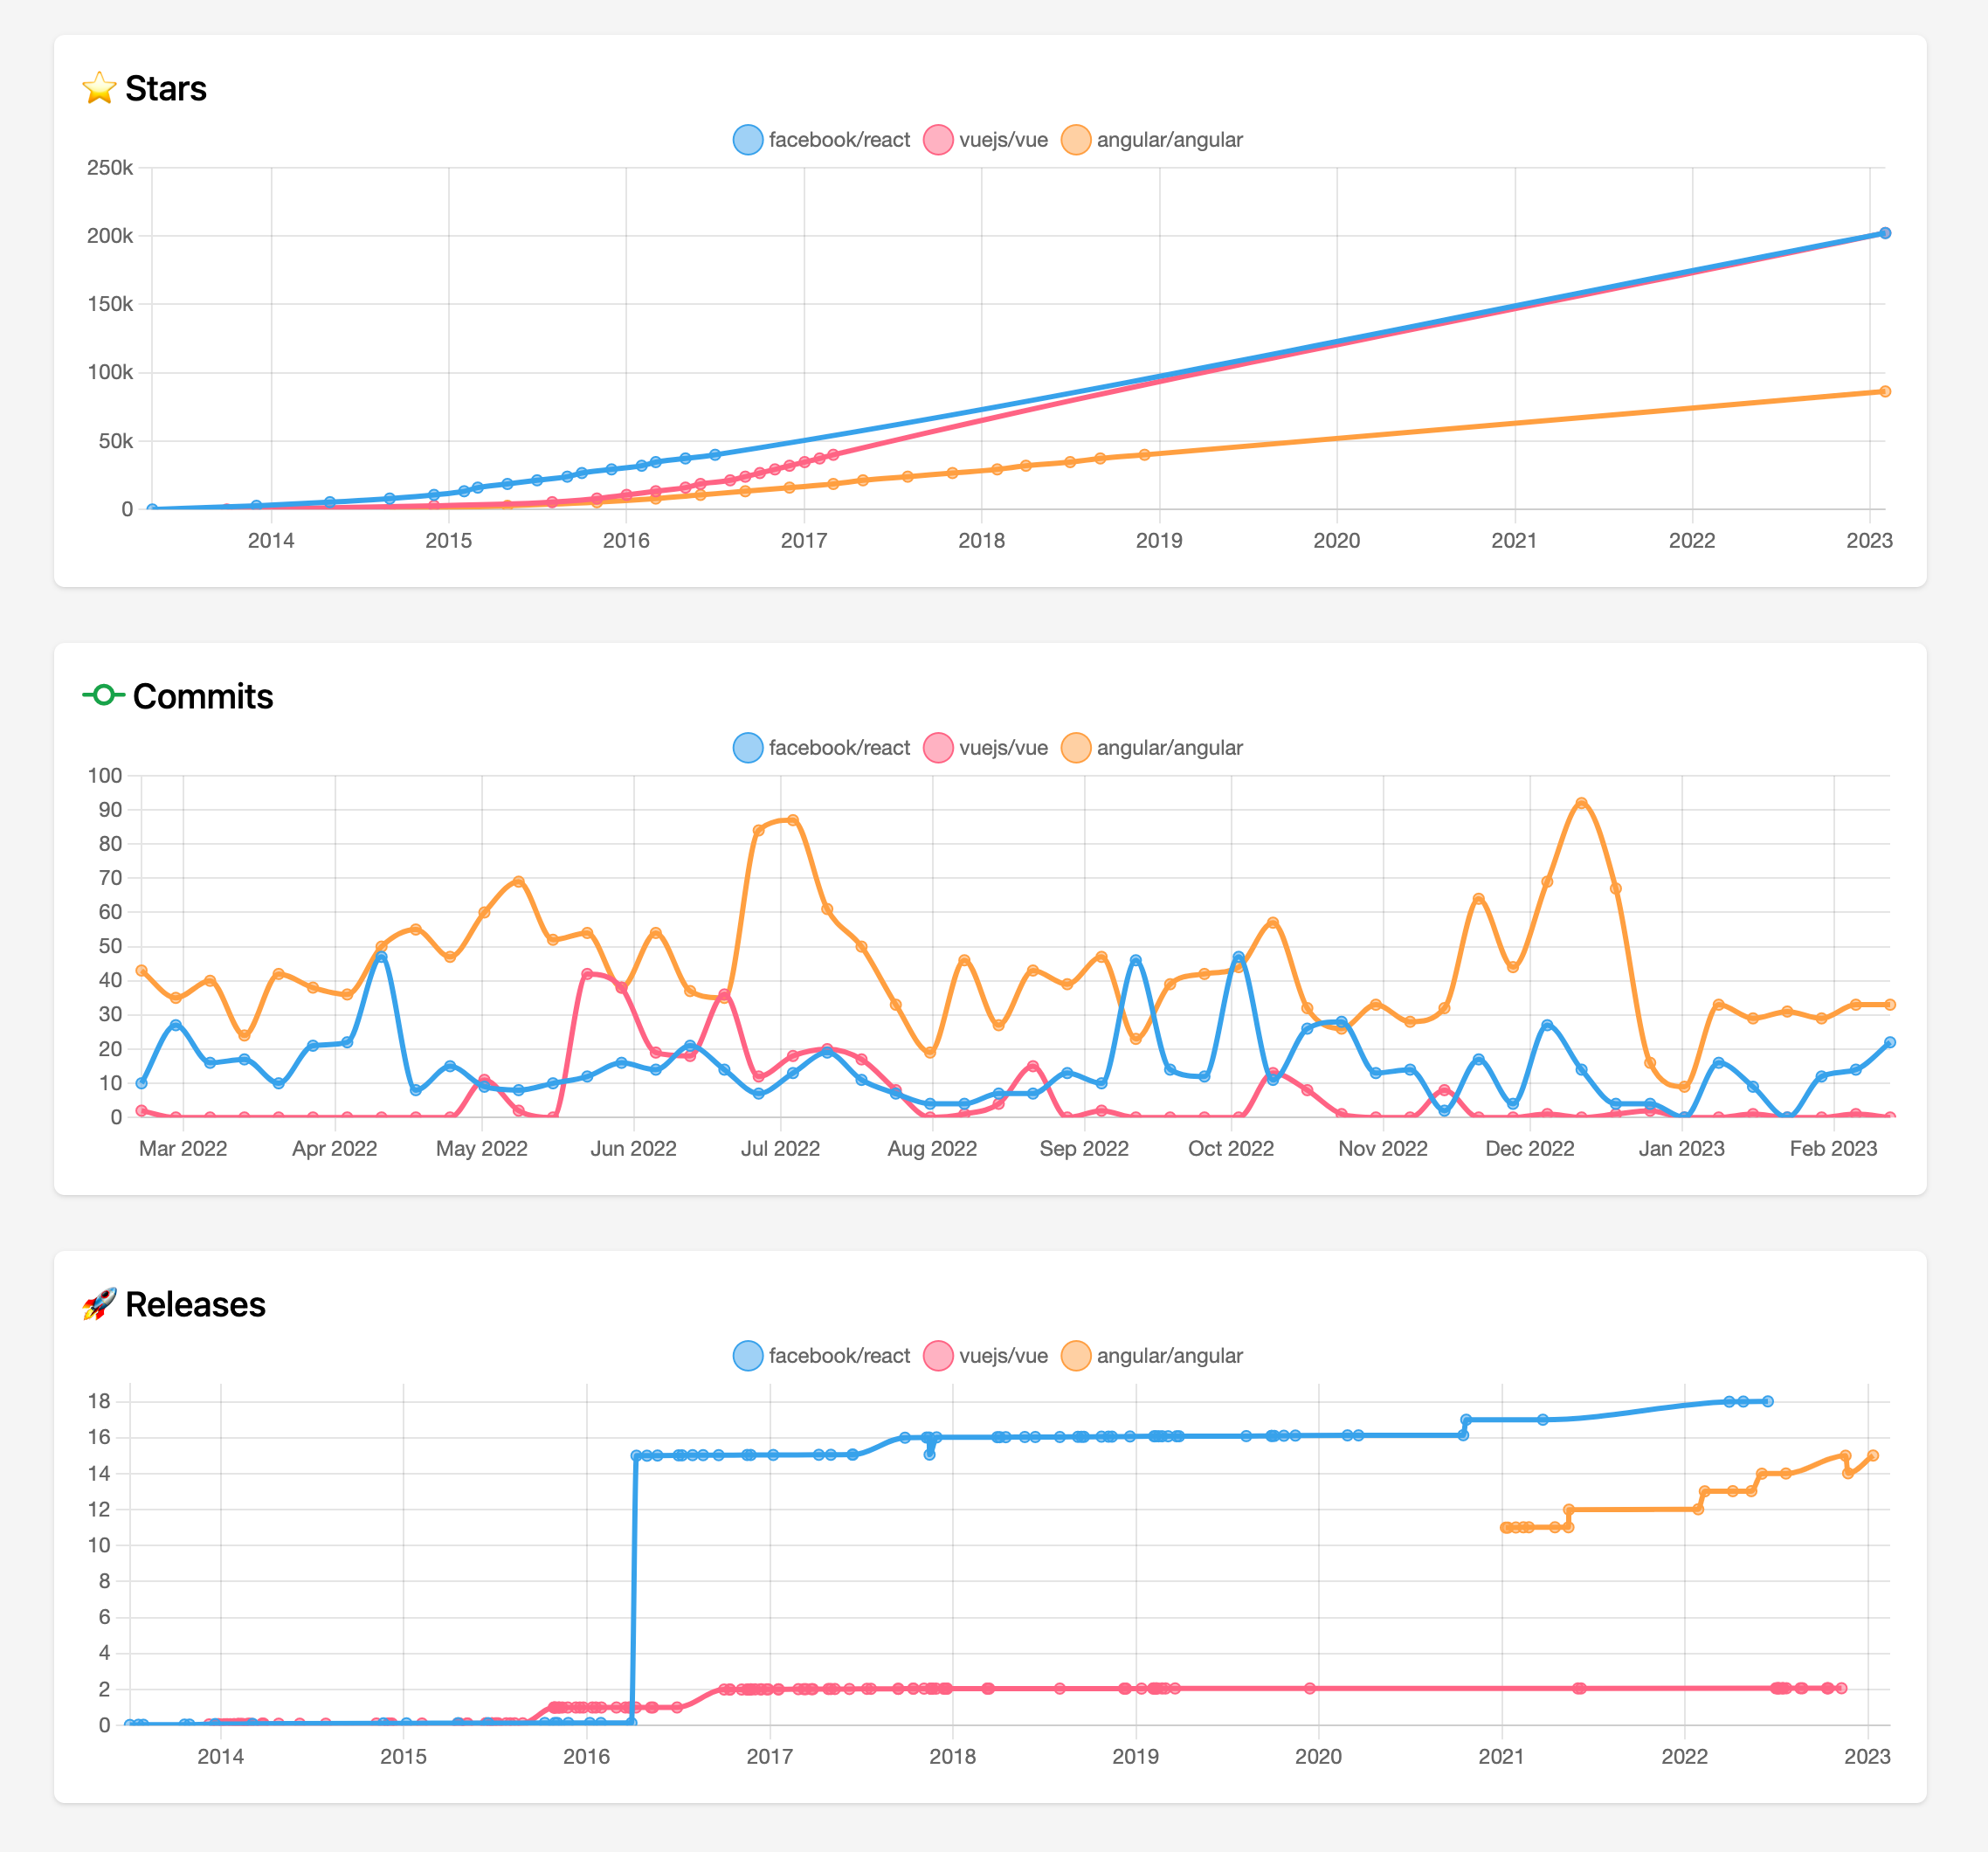 ⭐ Stars
facebook/react vuejs/vue angular/angular
250k
200k
150k
100k
50k
0
2014 2015 2016 2017 2018 2019 2020 2021 2022 2023
Commits
facebook/react vuejs/vue angular/angular
100
90
80
70
60
50
40
30
20
10
0
Mar 2022 Apr 2022 May 2022 Jun 2022 Jul 2022 Aug 2022 Sep 2022 Oct 2022 Nov 2022 Dec 2022 Jan 2023 Feb 2023
🚀 Releases
facebook/react vuejs/vue angular/angular
18
16
14
12
10
8
6
4
2
0
2014 2015 2016 2017 2018 2019 2020 2021 2022 2023